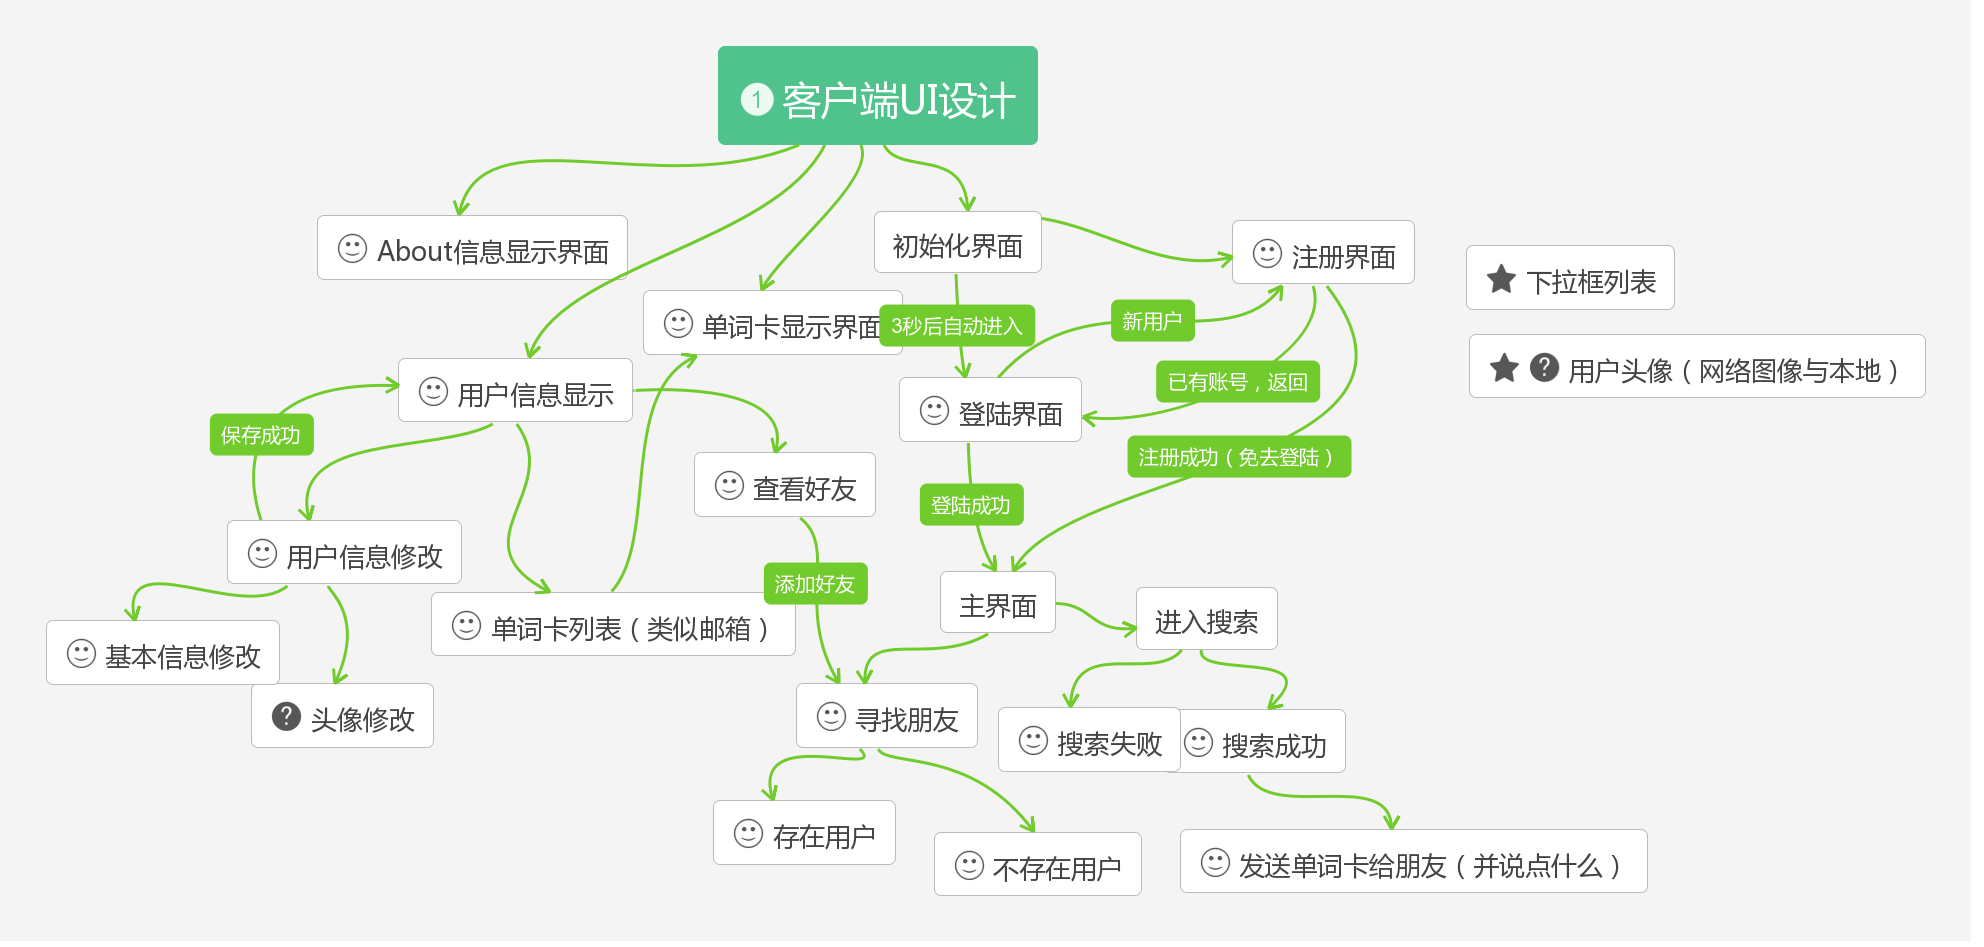 1 客户端UI设计
About信息显示界面
初始化界面
注册界面
下拉框列表
单词卡显示界面
3秒后自动进入
新用户
用户头像（网络图像与本地）
用户信息显示
已有账号，返回
登陆界面
保存成功
注册成功（免去登陆）
查看好友
登陆成功
用户信息修改
添加好友
单词卡列表（类似邮箱）
主界面
进入搜索
基本信息修改
头像修改
寻找朋友
搜索失败
搜索成功
存在用户
不存在用户
发送单词卡给朋友（并说点什么）